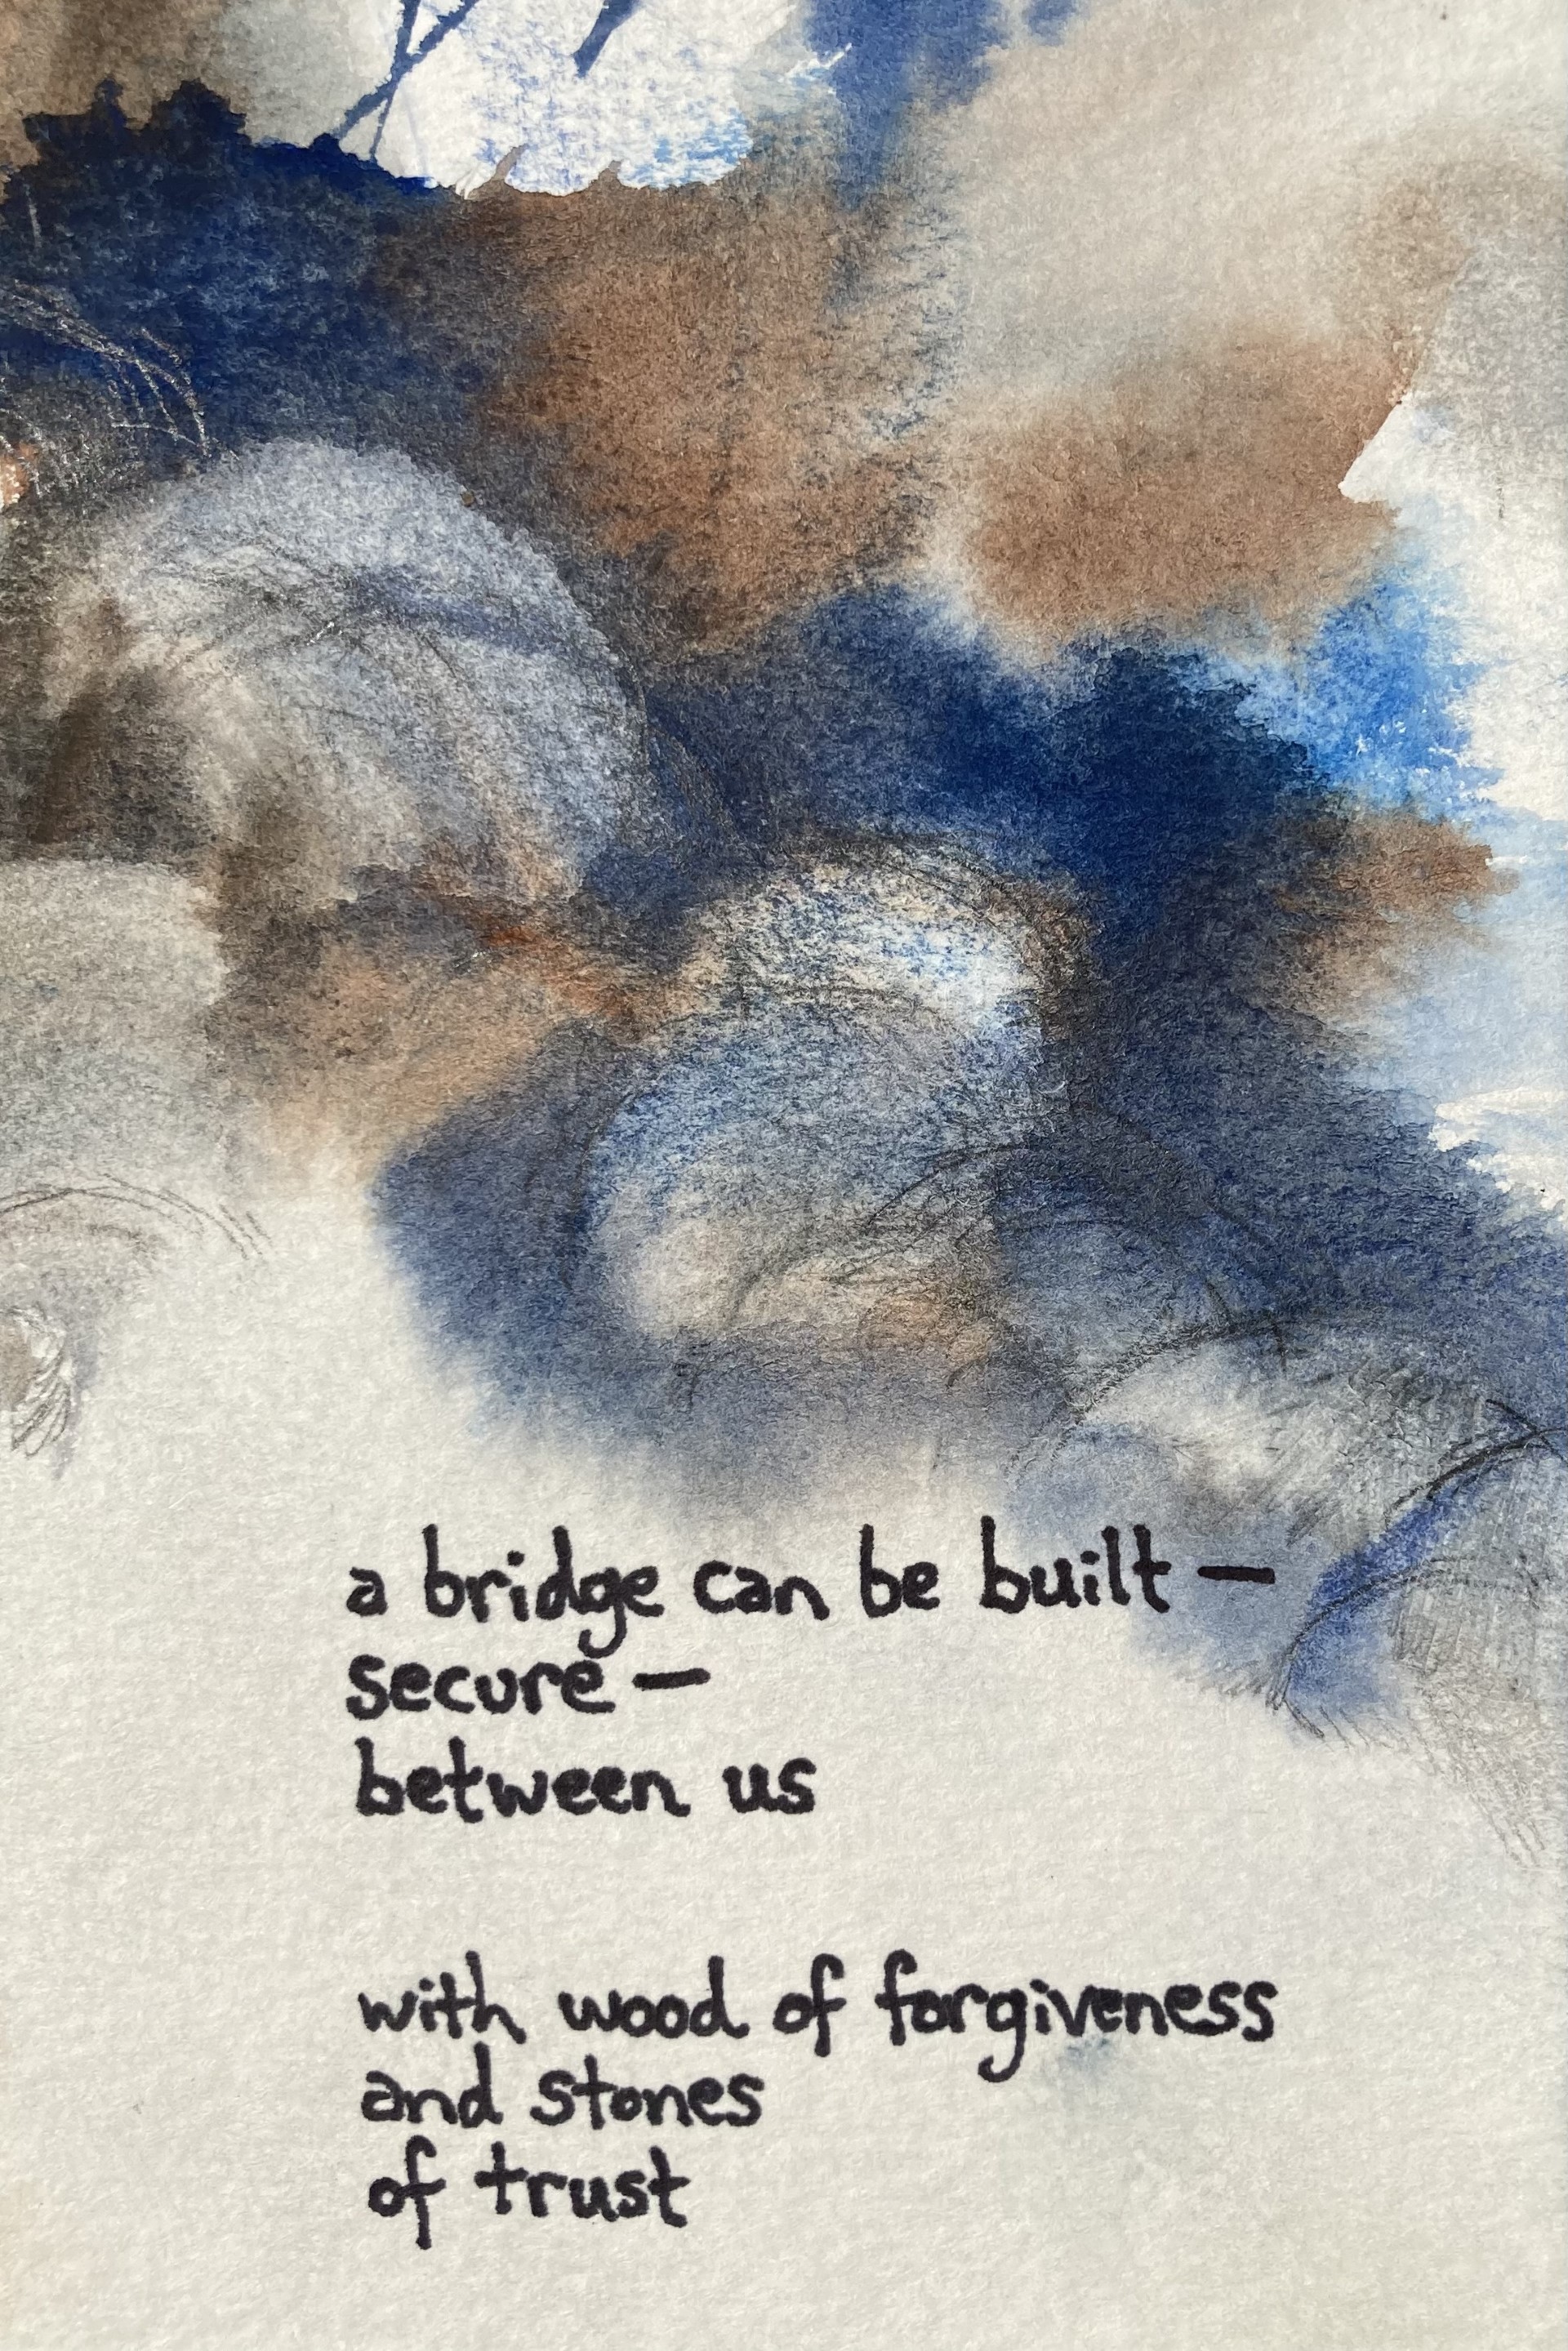 a bridge can be built —
secure —
between us
with wood of forgiveness
and stones
of trust